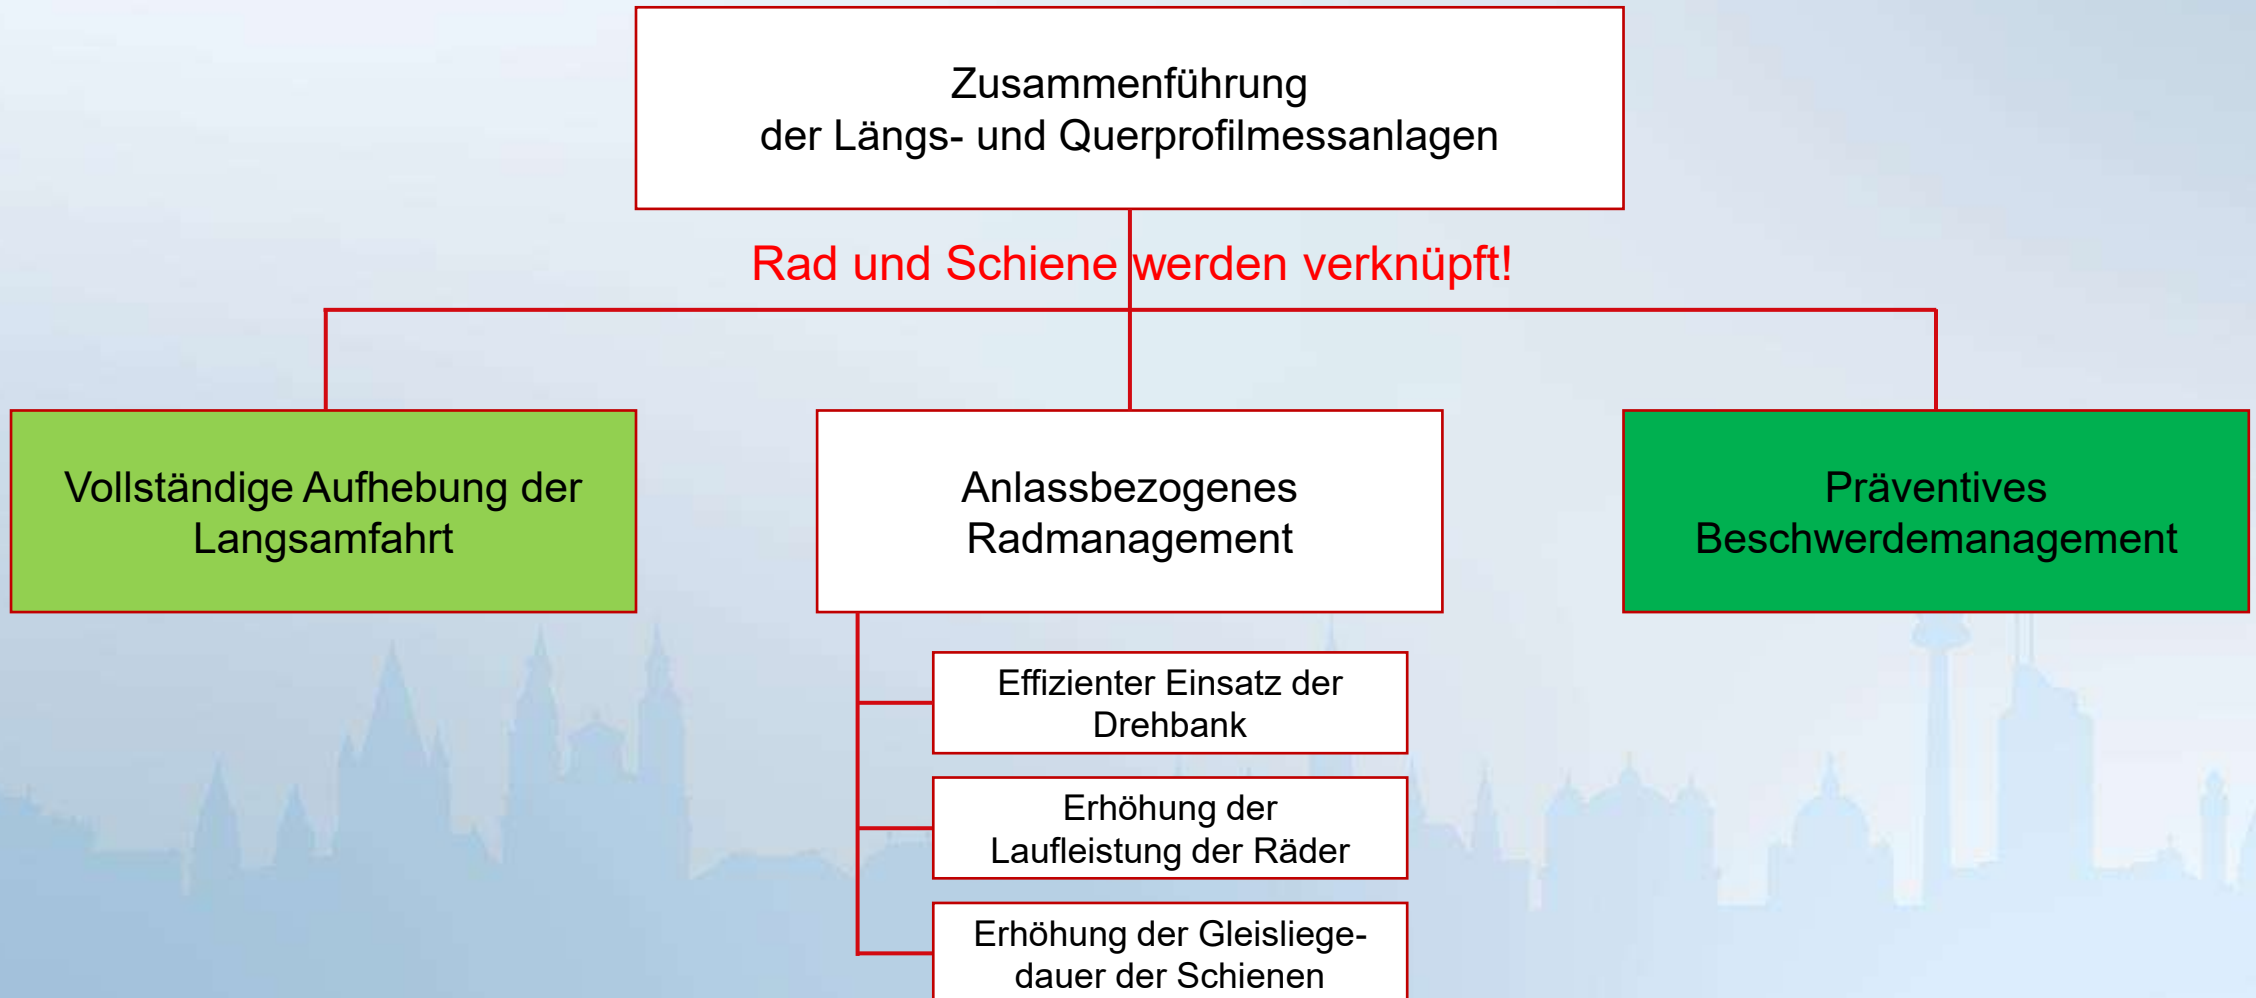 Zusammenführung
der Längs- und Querprofilmessanlagen
Rad und Schiene werden verknüpft!
Vollständige Aufhebung der
Langsamfahrt
Anlassbezogenes
Radmanagement
Präventives
Beschwerdemanagement
Effizienter Einsatz der
Drehbank
Erhöhung der
Laufleistung der Räder
Erhöhung der Gleisliege-
dauer der Schienen